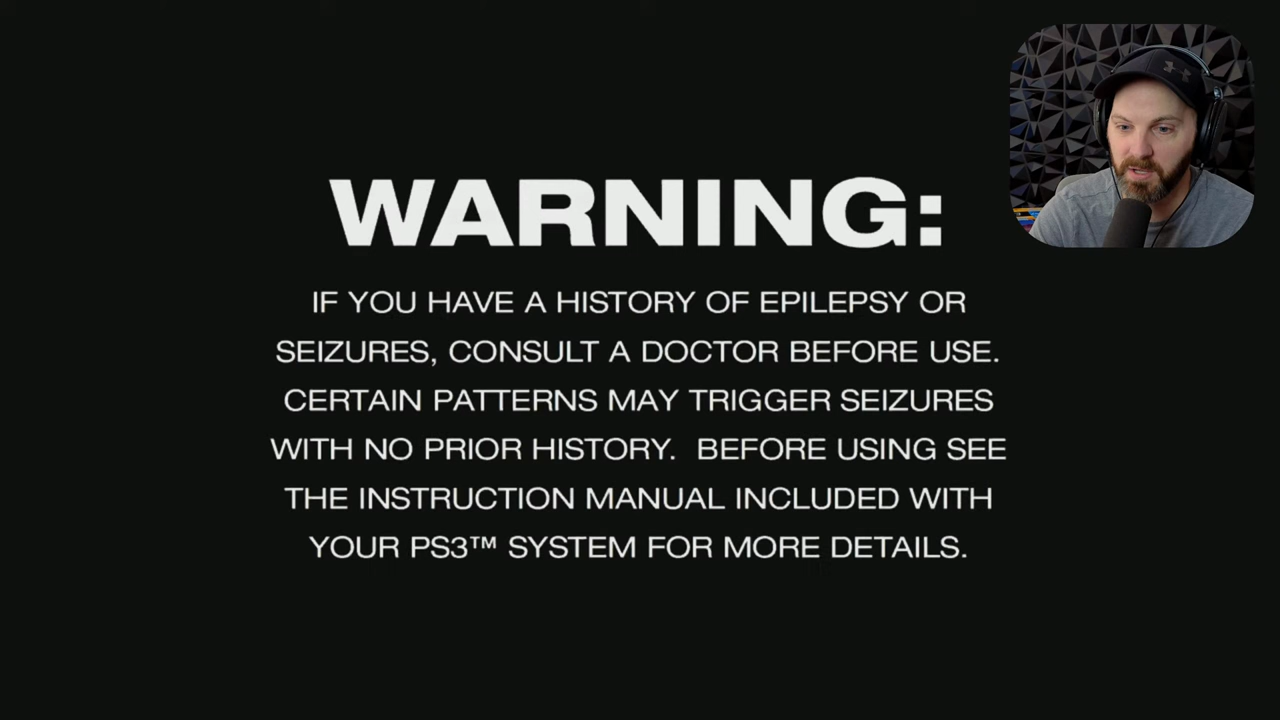 WARNING:
IF YOU HAVE A HISTORY OF EPILEPSY OR
SEIZURES, CONSULT A DOCTOR BEFORE USE.
CERTAIN PATTERNS MAY TRIGGER SEIZURES
WITH NO PRIOR HISTORY.  BEFORE USING SEE
THE INSTRUCTION MANUAL INCLUDED WITH
YOUR PS3™ SYSTEM FOR MORE DETAILS.